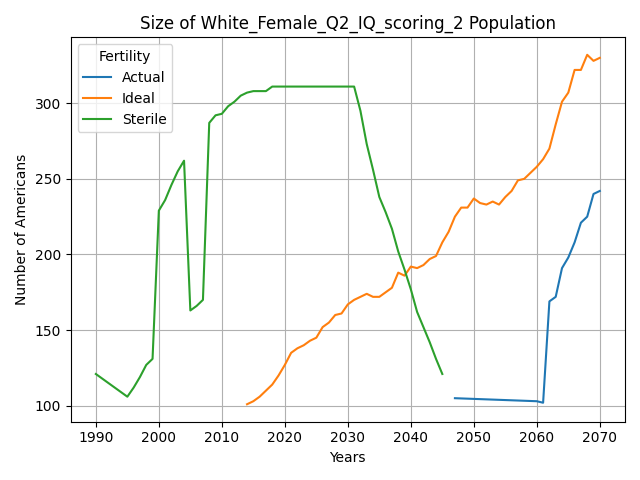 Size of White_Female_Q2_IQ_scoring_2 Population
Fertility
Actual
Ideal
Sterile
Number of Americans
300
250
200
150
100
1990 2000 2010 2020 2030 2040 2050 2060 2070
Years